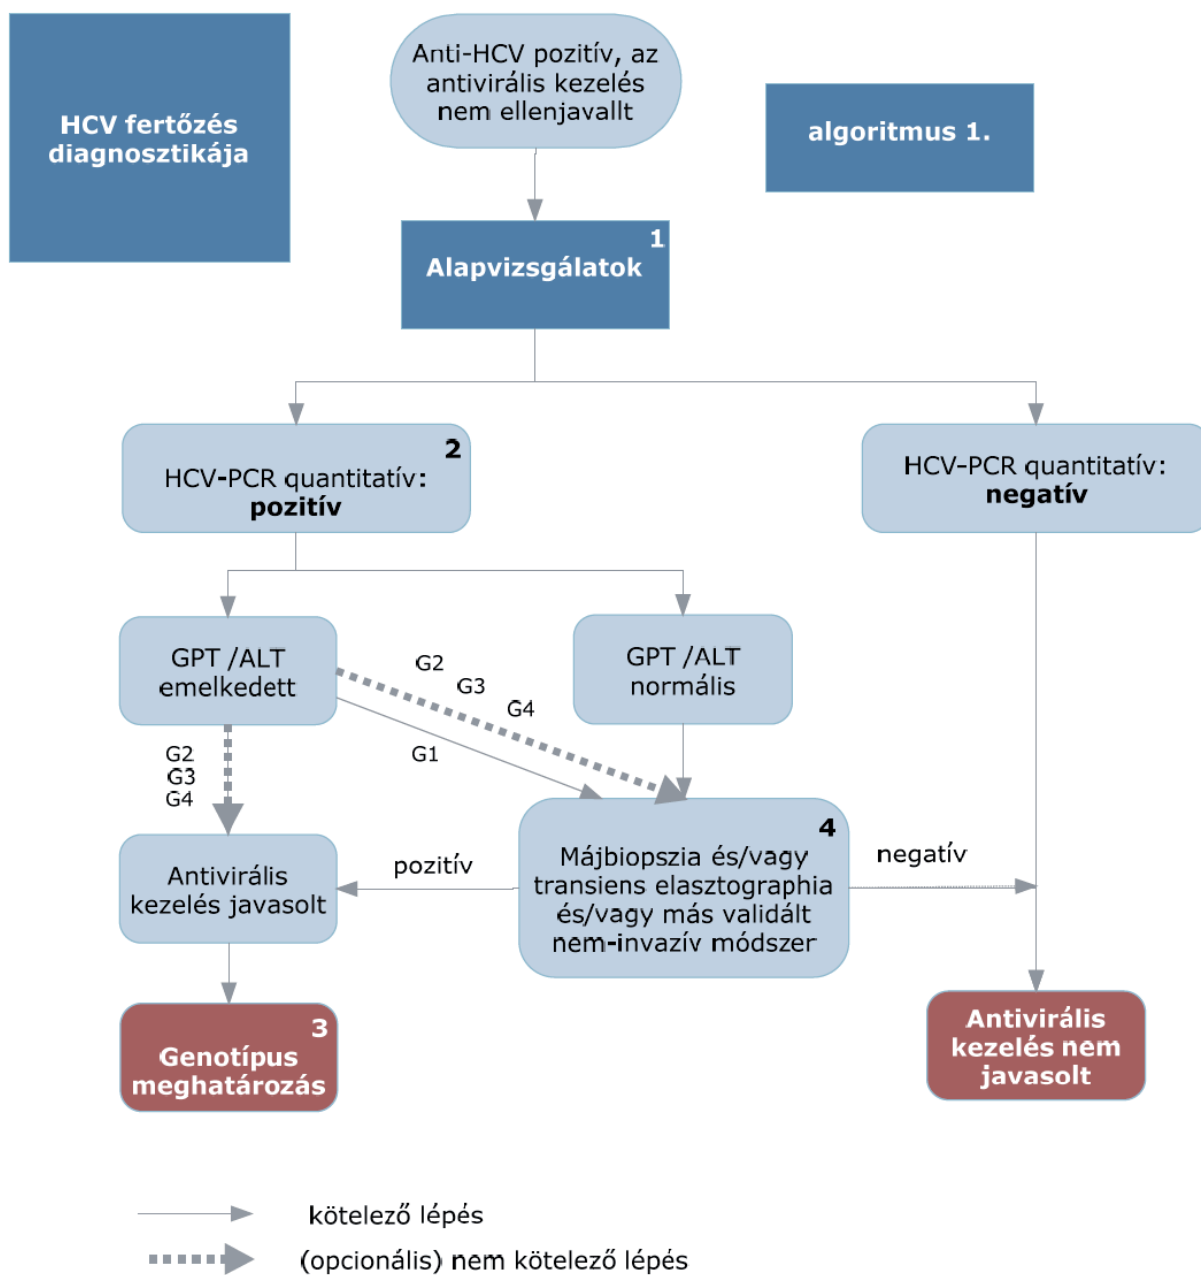 HCV fertőzés
diagnosztikája
Anti-HCV pozitív, az
antivirális kezelés
nem ellenjavallt
algoritmus 1.
1
Alapvizsgálatok
2
HCV-PCR quantitatív:
pozitív
HCV-PCR quantitatív:
negatív
GPT /ALT
emelkedett
GPT /ALT
normális
G2
G3
G4
G1
G2
G3
G4
4
Májbiopszia és/vagy
transiens elasztographia
és/vagy más validált
nem-invazív módszer
pozitív
negatív
Antivirális
kezelés javasolt
3
Genotípus
meghatározás
Antivirális
kezelés nem
javasolt
kötelező lépés
(opcionális) nem kötelező lépés